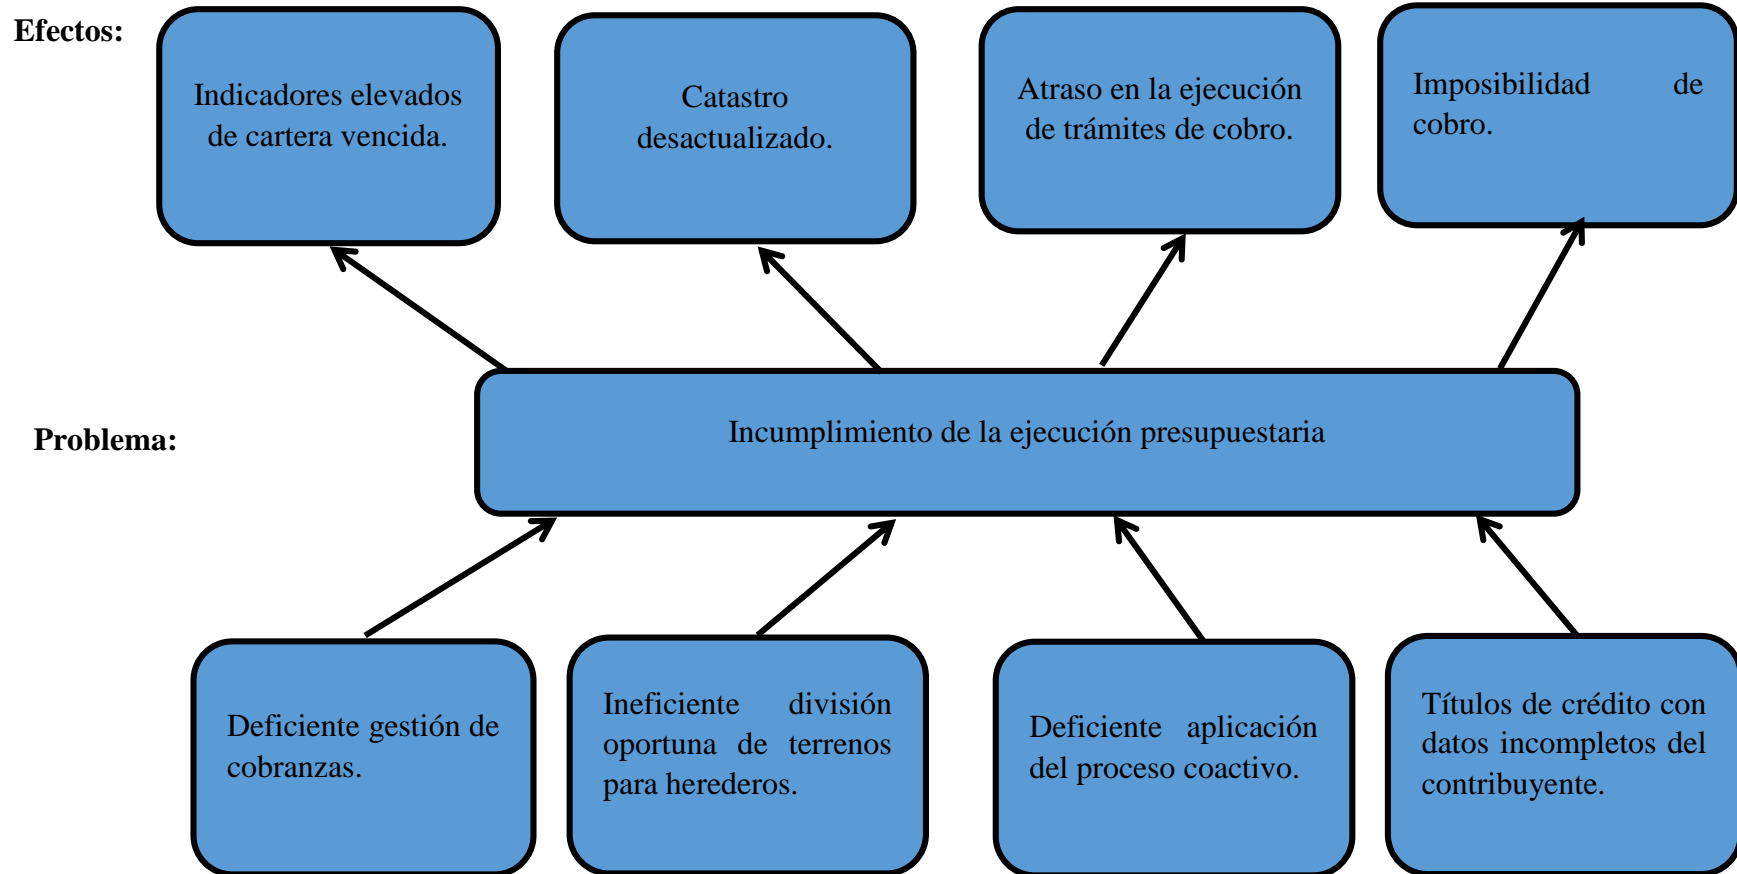 Efectos:
Indicadores elevados
de cartera vencida.
Catastro
desactualizado.
Atraso en la ejecución
de trámites de cobro.
Imposibilidad de
cobro.
Problema:
Incumplimiento de la ejecución presupuestaria
Deficiente gestión de
cobranzas.
Ineficiente división
oportuna de terrenos
para herederos.
Deficiente aplicación
del proceso coactivo.
Títulos de crédito con
datos incompletos del
contribuyente.